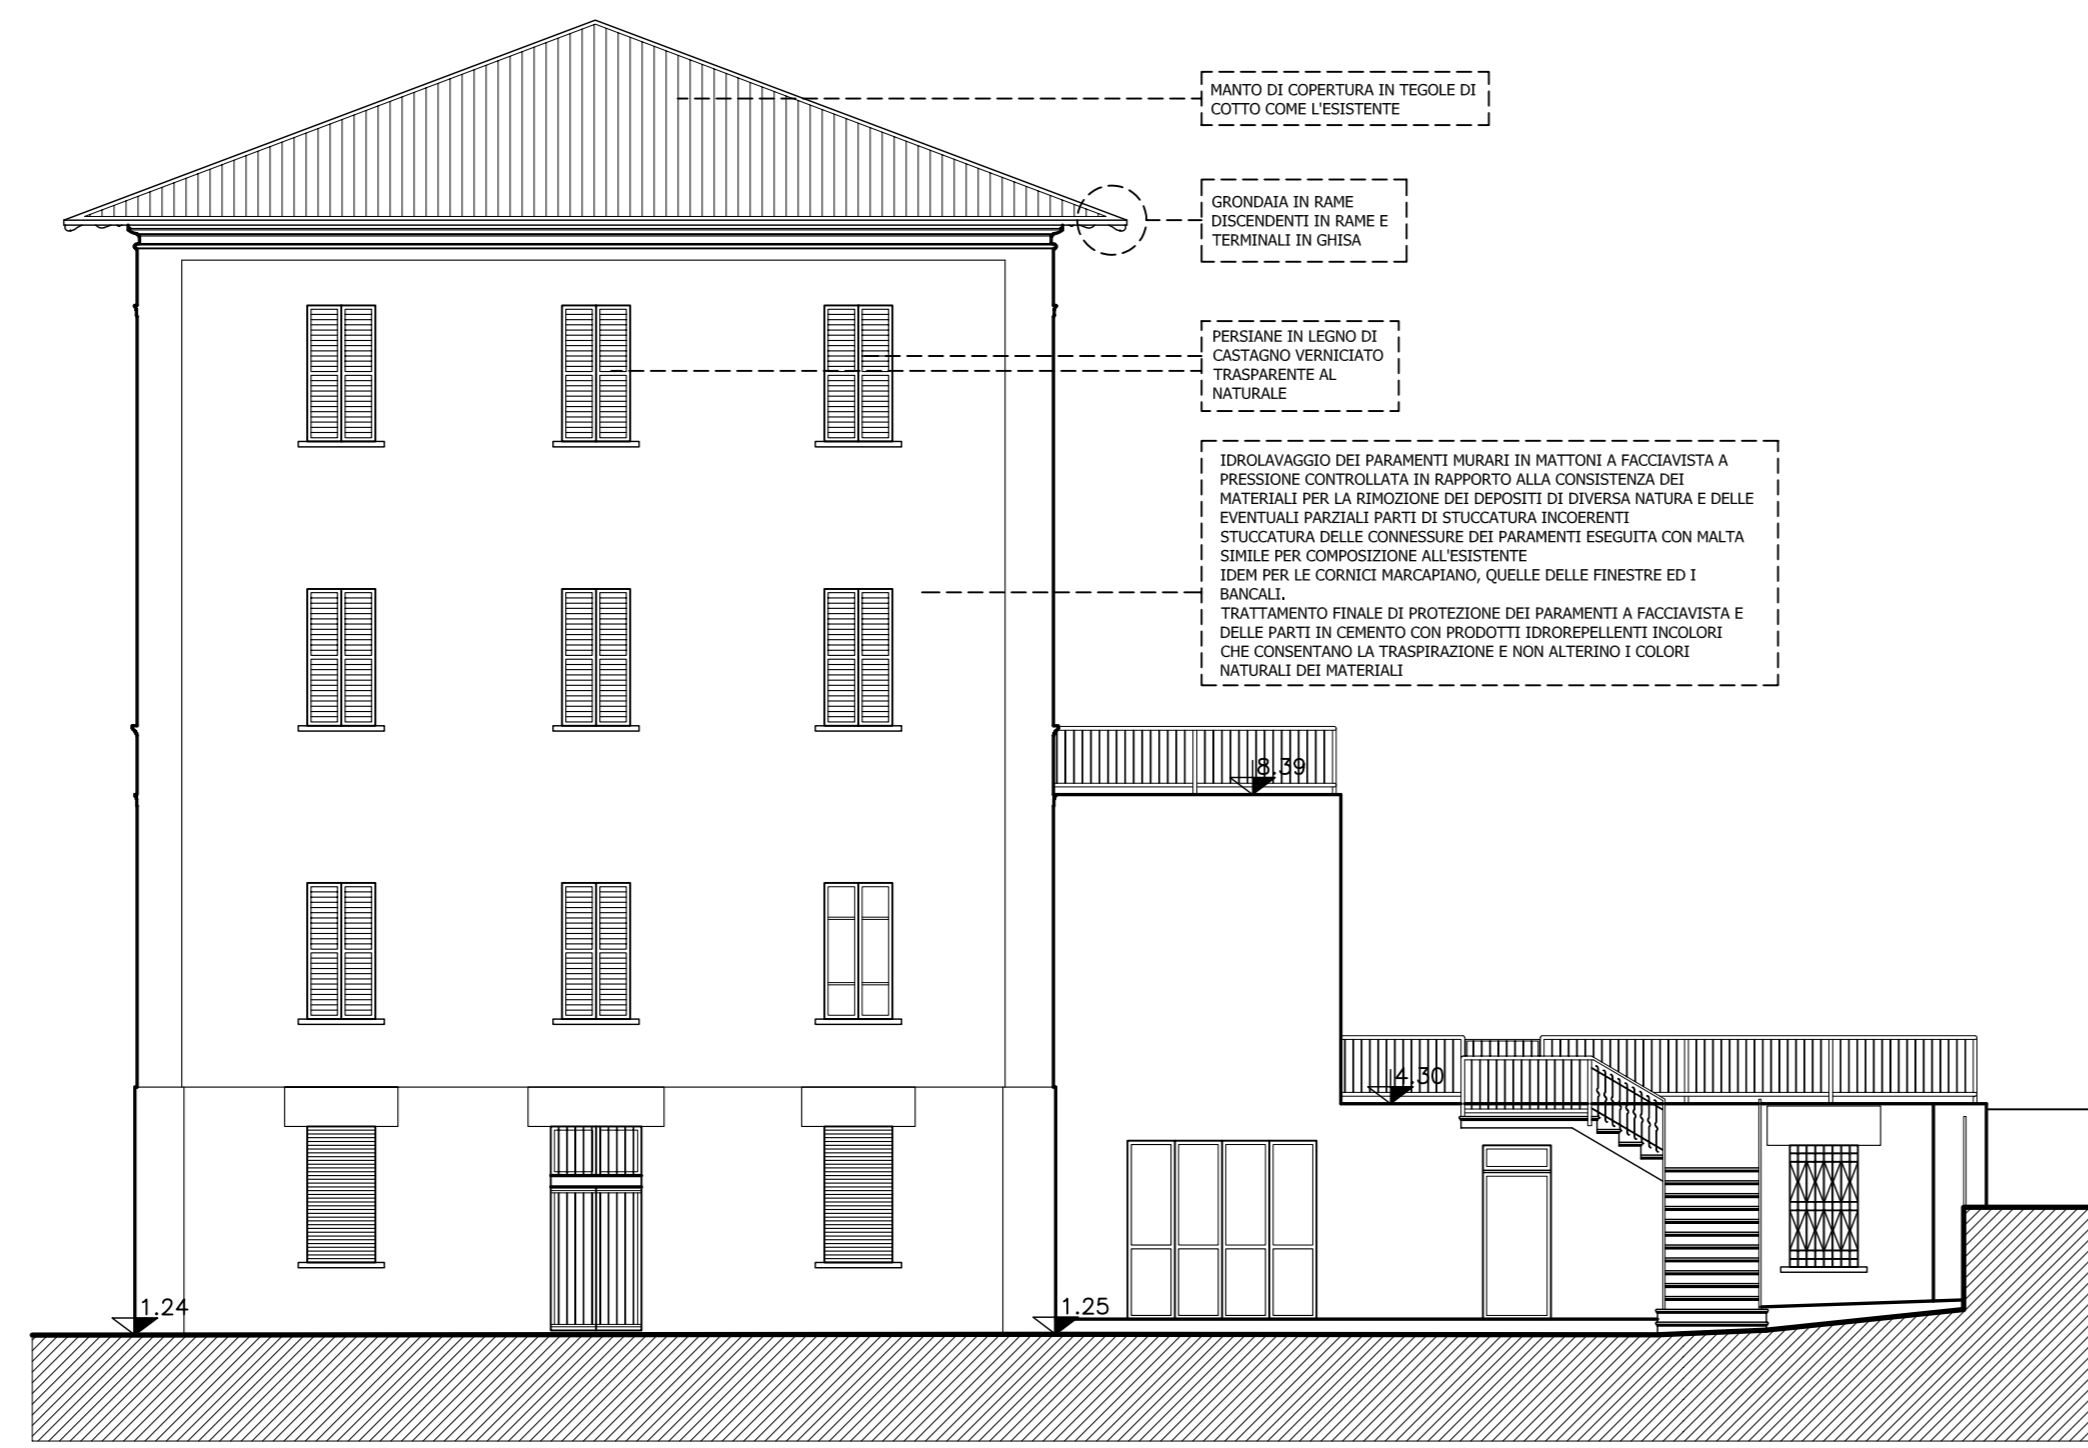 MANTO DI COPERTURA IN TEGOLE DI
COTTO COME L'ESISTENTE
GRONDAIA IN RAME
DISCENDENTI IN RAME E
TERMINALI IN GHISA
PERSIANE IN LEGNO DI
CASTAGNO VERNICIATO
TRASPARENTE AL
NATURALE
IDROLAVAGGIO DEI PARAMENTI MURARI IN MATTONI A FACCIAVISTA A
PRESSIONE CONTROLLATA IN RAPPORTO ALLA CONSISTENZA DEI
MATERIALI PER LA RIMOZIONE DEI DEPOSITI DI DIVERSA NATURA E DELLE
EVENTUALI PARZIALI PARTI DI STUCCATURA INCOERENTI
STUCCATURA DELLE CONNESSURE DEI PARAMENTI ESEGUITA CON MALTA
SIMILE PER COMPOSIZIONE ALL'ESISTENTE
IDEM PER LE CORNICI MARCAPIANO, QUELLE DELLE FINESTRE ED I
BANCALI.
TRATTAMENTO FINALE DI PROTEZIONE DEI PARAMENTI A FACCIAVISTA E
DELLE PARTI IN CEMENTO CON PRODOTTI IDROREPELLENTI INCOLORI
CHE CONSENTANO LA TRASPIRAZIONE E NON ALTERINO I COLORI
NATURALI DEI MATERIALI
8.39
4.30
1.24
1.25